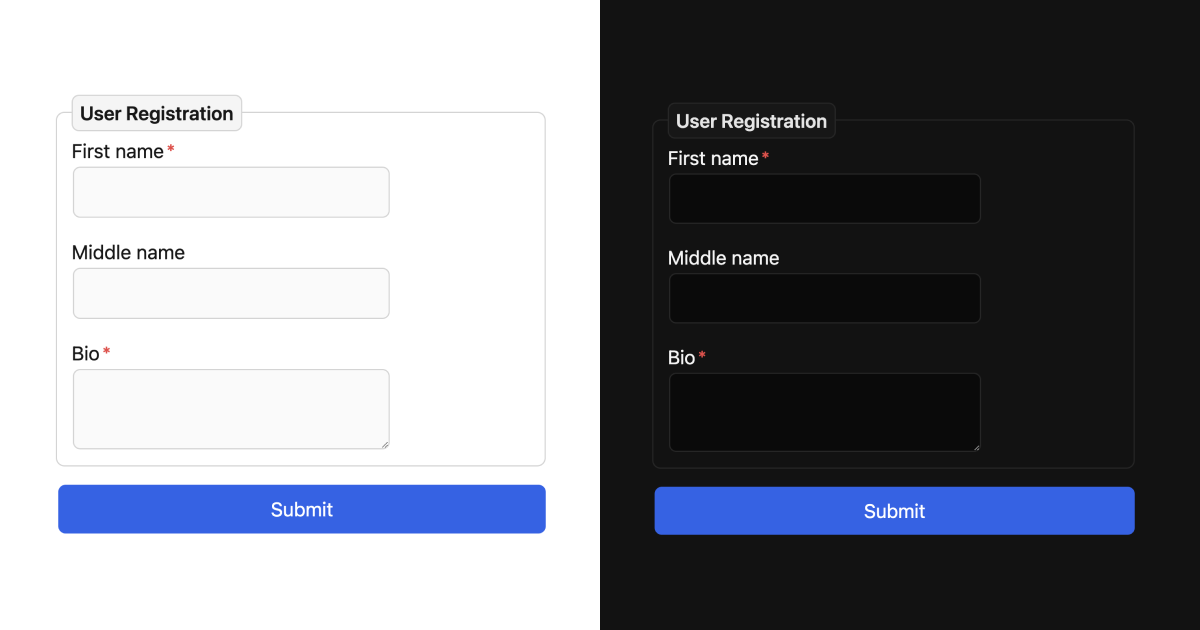 User Registration
First name *
Middle name
Bio *
Submit
User Registration
First name *
Middle name
Bio *
Submit